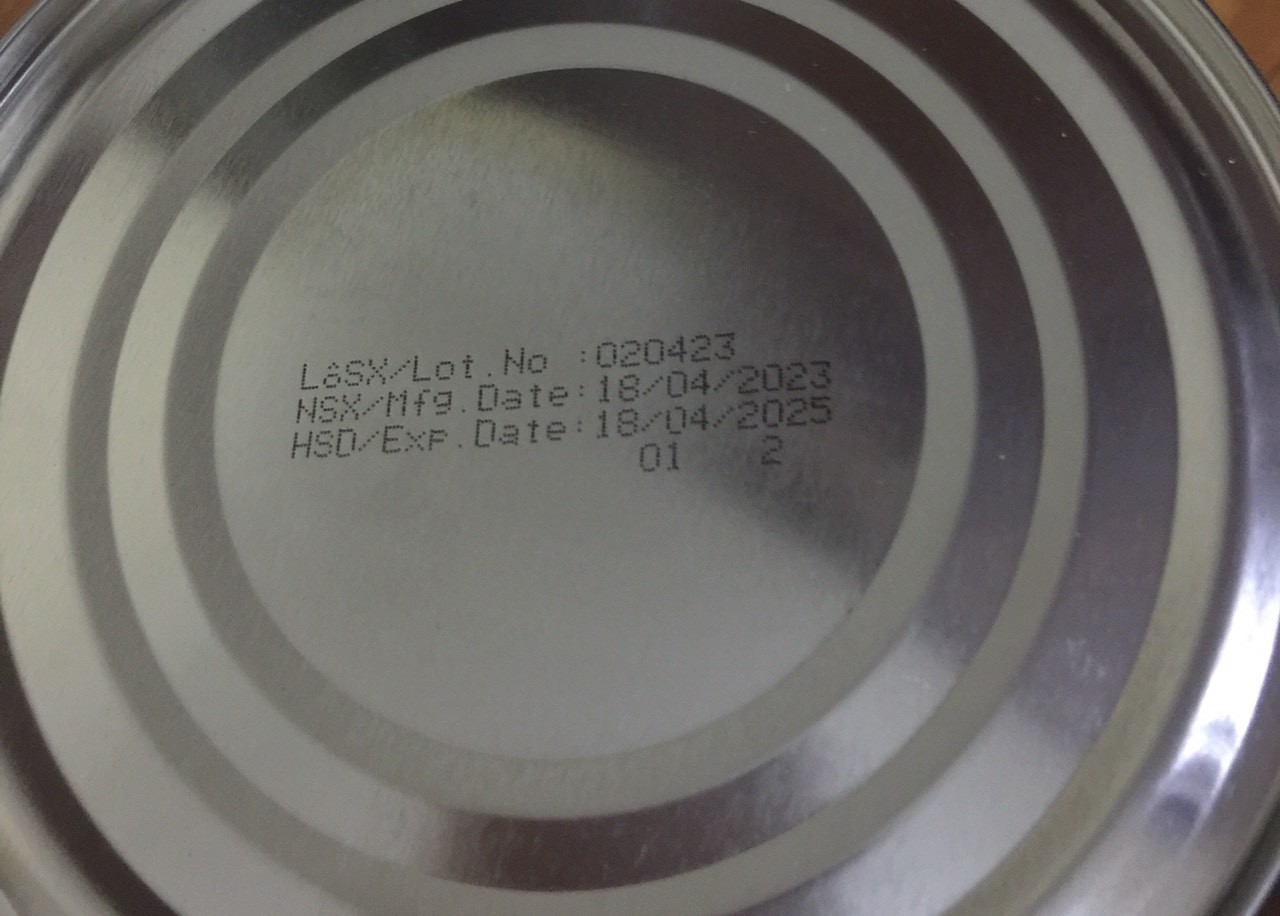 LôSX/Lot.No :020423
NSX/Mfg.Date:18/04/2023
HSD/Exp.Date:18/04/2025
01 2